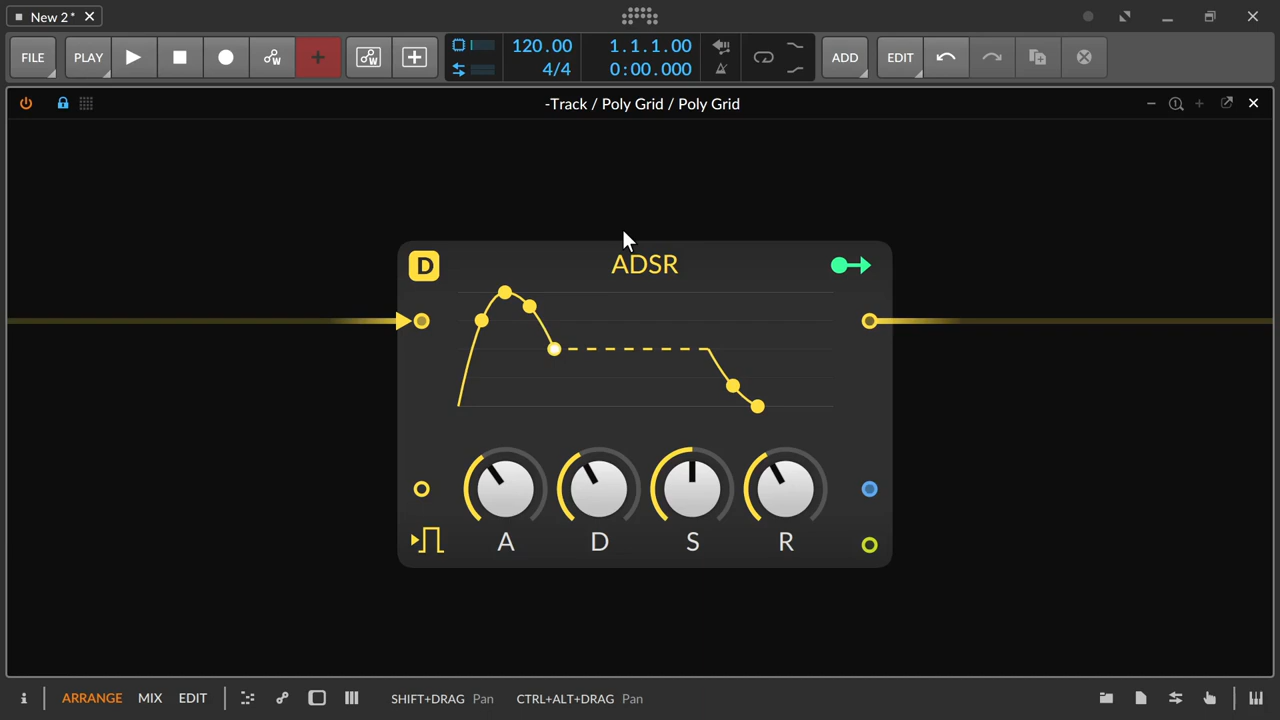 New 2*
FILE
PLAY
ADD
EDIT
120.00
4/4
1.1.1.00
0:00.000
-Track / Poly Grid / Poly Grid
1
D
ADSR
A
D
S
R
ARRANGE
MIX
EDIT
SHIFT+DRAG Pan
CTRL+ALT+DRAG Pan